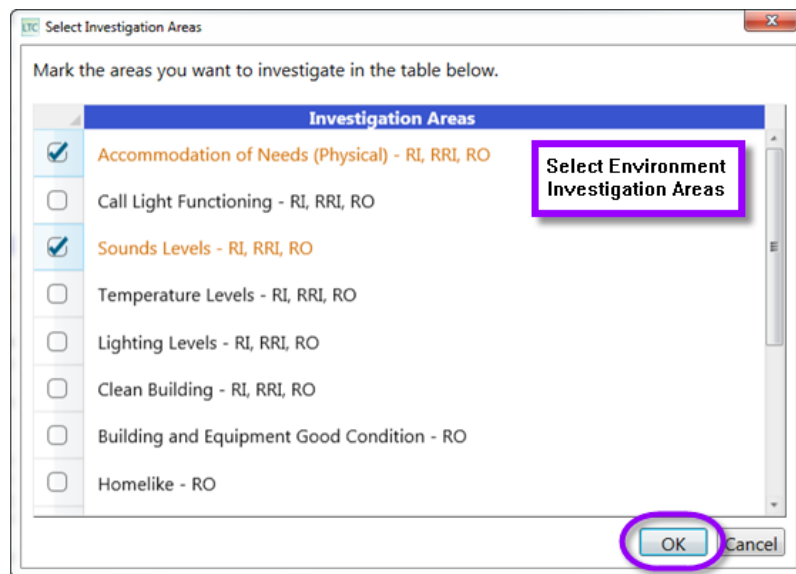 LTC Select Investigation Areas
x
Mark the areas you want to investigate in the table below.
Investigation Areas
Accommodation of Needs (Physical) - RI, RRI, RO
Select Environment
Investigation Areas
Call Light Functioning - RI, RRI, RO
Sounds Levels - RI, RRI, RO
Temperature Levels - RI, RRI, RO
Lighting Levels - RI, RRI, RO
Clean Building - RI, RRI, RO
Building and Equipment Good Condition - RO
Homelike - RO
OK Cancel